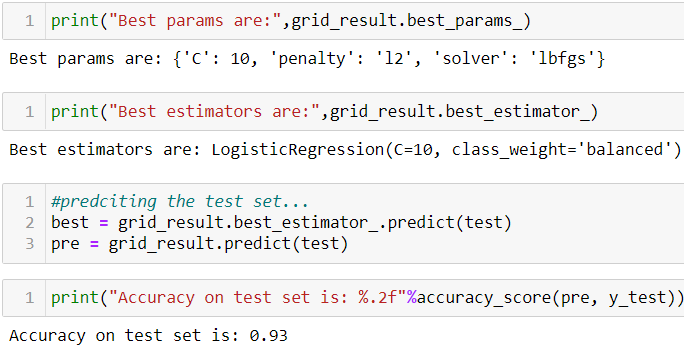 1 print("Best params are:",grid_result.best_params_)
Best params are: {'C': 10, 'penalty': 'l2', 'solver': 'lbfgs'}
1 print("Best estimators are:",grid_result.best_estimator_)
Best estimators are: LogisticRegression(C=10, class_weight='balanced')
1 #predciting the test set...
2 best = grid_result.best_estimator_.predict(test)
3 pre = grid_result.predict(test)
1 print("Accuracy on test set is: %.2f"%accuracy_score(pre, y_test))
Accuracy on test set is: 0.93